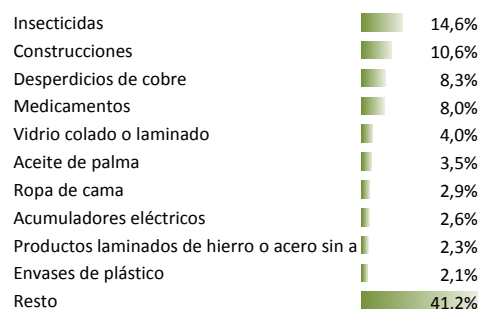 Insecticidas 14,6%
Construcciones 10,6%
Desperdicios de cobre 8,3%
Medicamentos 8,0%
Vidrio colado o laminado 4,0%
Aceite de palma 3,5%
Ropa de cama 2,9%
Acumuladores eléctricos 2,6%
Productos laminados de hierro o acero sin a 2,3%
Envases de plástico 2,1%
Resto 41,2%